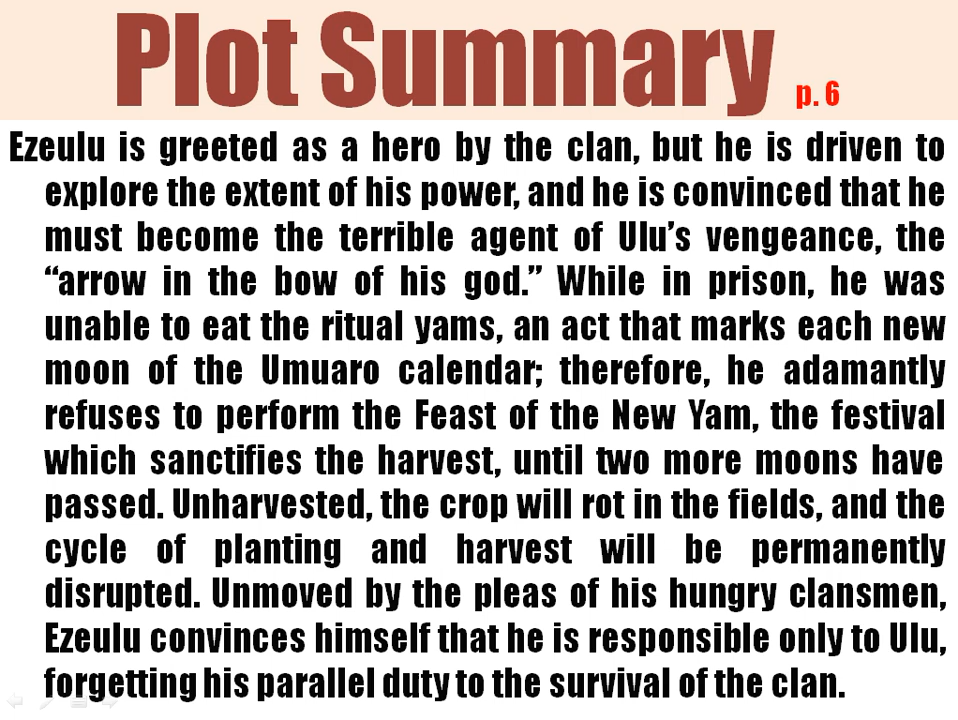 Plot Summary p. 6
Ezeulu is greeted as a hero by the clan, but he is driven to
explore the extent of his power, and he is convinced that he
must become the terrible agent of Ulu’s vengeance, the
“arrow in the bow of his god.” While in prison, he was
unable to eat the ritual yams, an act that marks each new
moon of the Umuaro calendar; therefore, he adamantly
refuses to perform the Feast of the New Yam, the festival
which sanctifies the harvest, until two more moons have
passed. Unharvested, the crop will rot in the fields, and the
cycle of planting and harvest will be permanently
disrupted. Unmoved by the pleas of his hungry clansmen,
Ezeulu convinces himself that he is responsible only to Ulu,
forgetting his parallel duty to the survival of the clan.